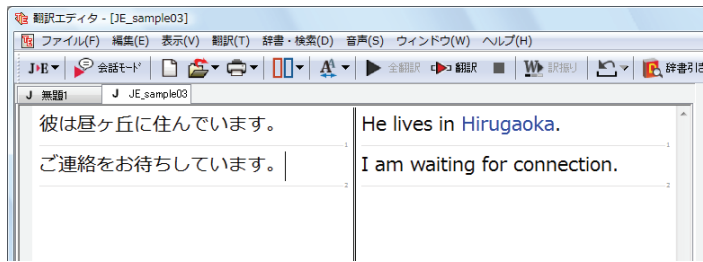 翻訳エディタ - [JE_sample03]
ファイル(F) 編集(E) 表示(V) 翻訳(T) 辞書・検索(D) 音声(S) ウィンドウ(W) ヘルプ(H)
J▸E 会話ﾓｰﾄﾞ 全翻訳 翻訳 訳振り 辞書引き
J 無題1 J JE_sample03
彼は昼ヶ丘に住んでいます。 He lives in Hirugaoka.
1 1
ご連絡をお待ちしています。 I am waiting for connection.
2 2